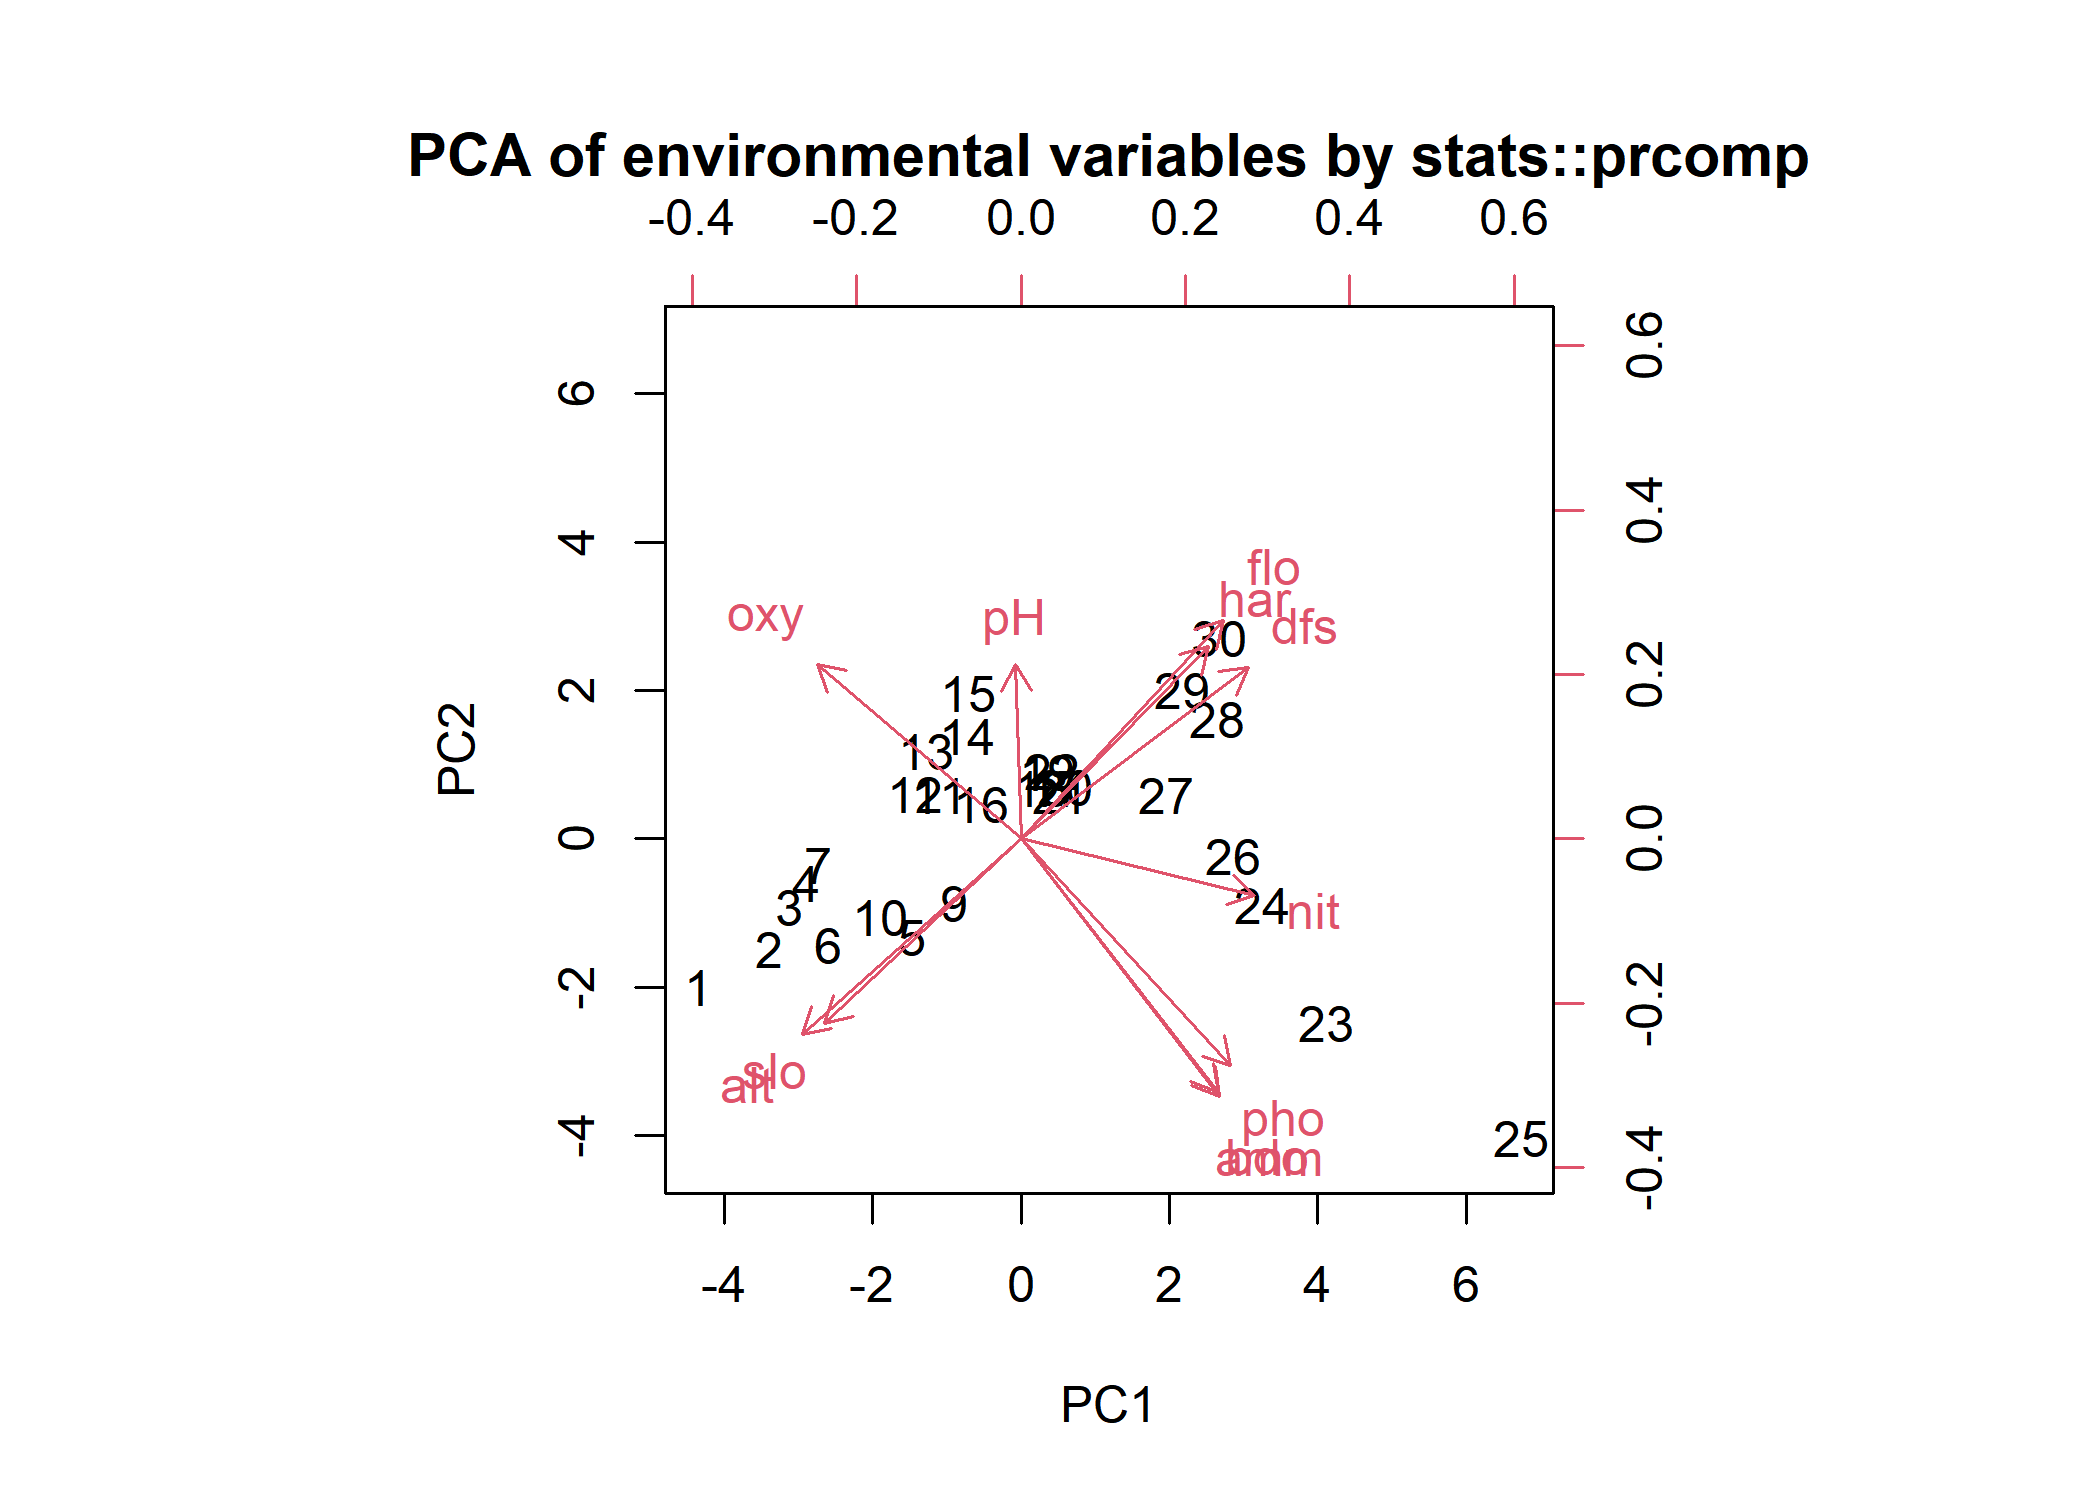 PCA of environmental variables by stats::prcomp
-0.4 -0.2 0.0 0.2 0.4 0.6
0.6
6
flo
4 0.4
har
oxy pH dfs
30
15 29 0.2
2 28
14
13
PC2
12 11 16 27
0 0.0
7 26
4
3 9 24 nit
10
2 6 5
1
-2 -0.2
23
slo
alt
pho
-4 25 -0.4
amm bdo
-4 -2 0 2 4 6
PC1